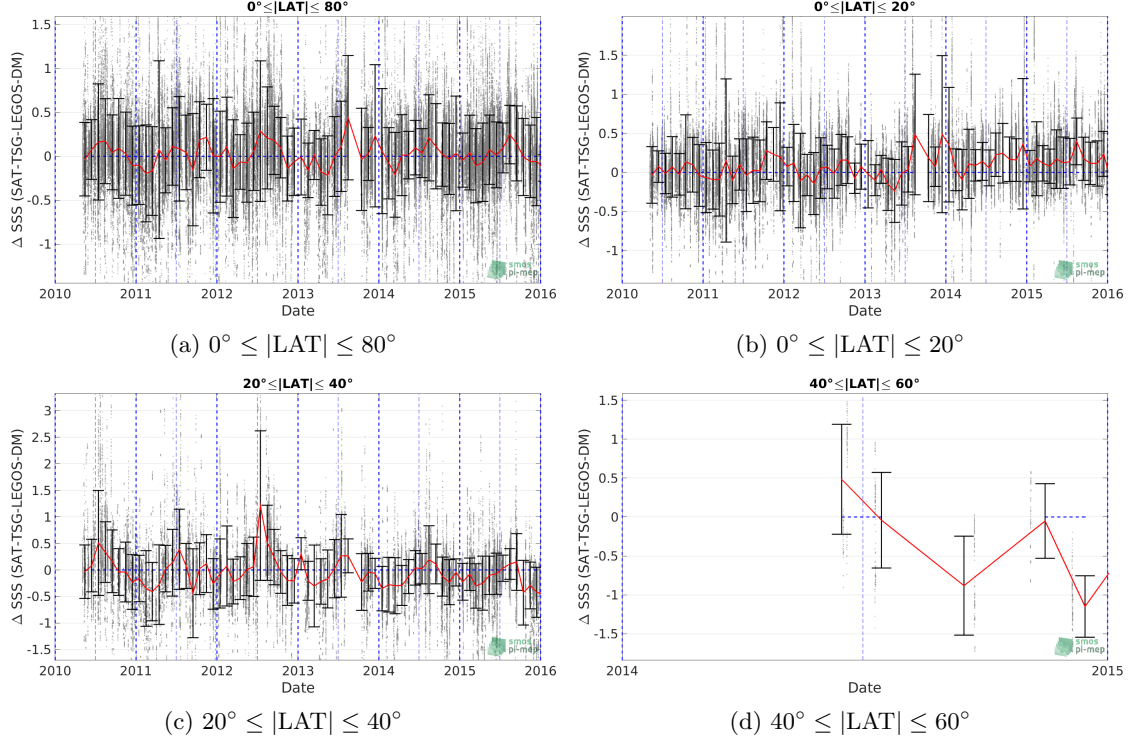 0°≤|LAT|≤ 80°
Δ SSS (SAT-TSG-LEGOS-DM)
1.5
1
0.5
0
-0.5
-1
2010 2011 2012 2013 2014 2015 2016
Date
smos
pi-mep
(a) 0° ≤ |LAT| ≤ 80°
0°≤|LAT|≤ 20°
Δ SSS (SAT-TSG-LEGOS-DM)
1.5
1
0.5
0
-0.5
-1
2010 2011 2012 2013 2014 2015 2016
Date
smos
pi-mep
(b) 0° ≤ |LAT| ≤ 20°
20°≤|LAT|≤ 40°
Δ SSS (SAT-TSG-LEGOS-DM)
3
2.5
2
1.5
1
0.5
0
-0.5
-1
-1.5
2010 2011 2012 2013 2014 2015 2016
Date
smos
pi-mep
(c) 20° ≤ |LAT| ≤ 40°
40°≤|LAT|≤ 60°
Δ SSS (SAT-TSG-LEGOS-DM)
1.5
1
0.5
0
-0.5
-1
-1.5
2014 2015
Date
smos
pi-mep
(d) 40° ≤ |LAT| ≤ 60°